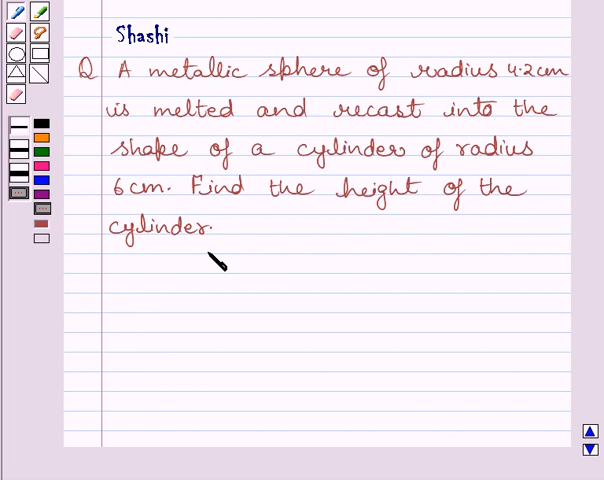 Shashi
Q A metallic sphere of radius 4.2cm
is melted and recast into the
shape of a cylinder of radius
6cm. Find the height of the
cylinder.